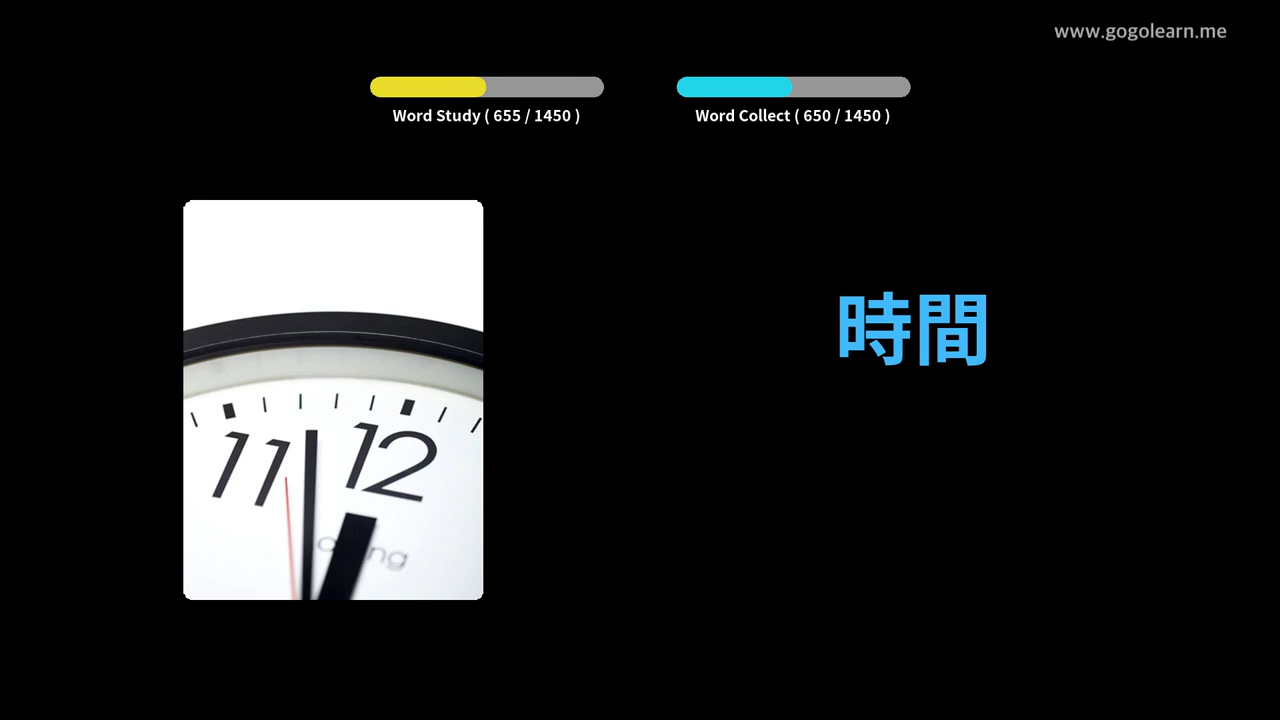 www.gogolearn.me
Word Study ( 655 / 1450 )
Word Collect ( 650 / 1450 )
時間
11
12